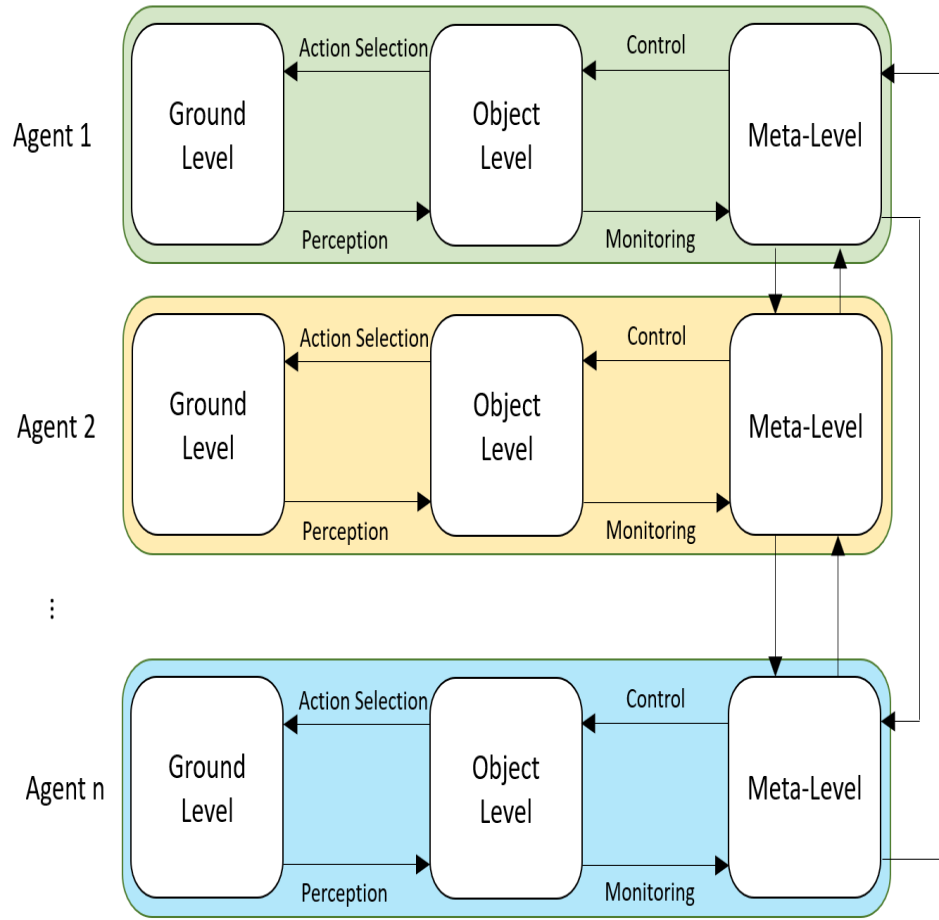 Action Selection
Control
Agent 1
Ground
Level
Object
Level
Meta-Level
Perception
Monitoring
Action Selection
Control
Agent 2
Ground
Level
Object
Level
Meta-Level
Perception
Monitoring
...
Action Selection
Control
Agent n
Ground
Level
Object
Level
Meta-Level
Perception
Monitoring